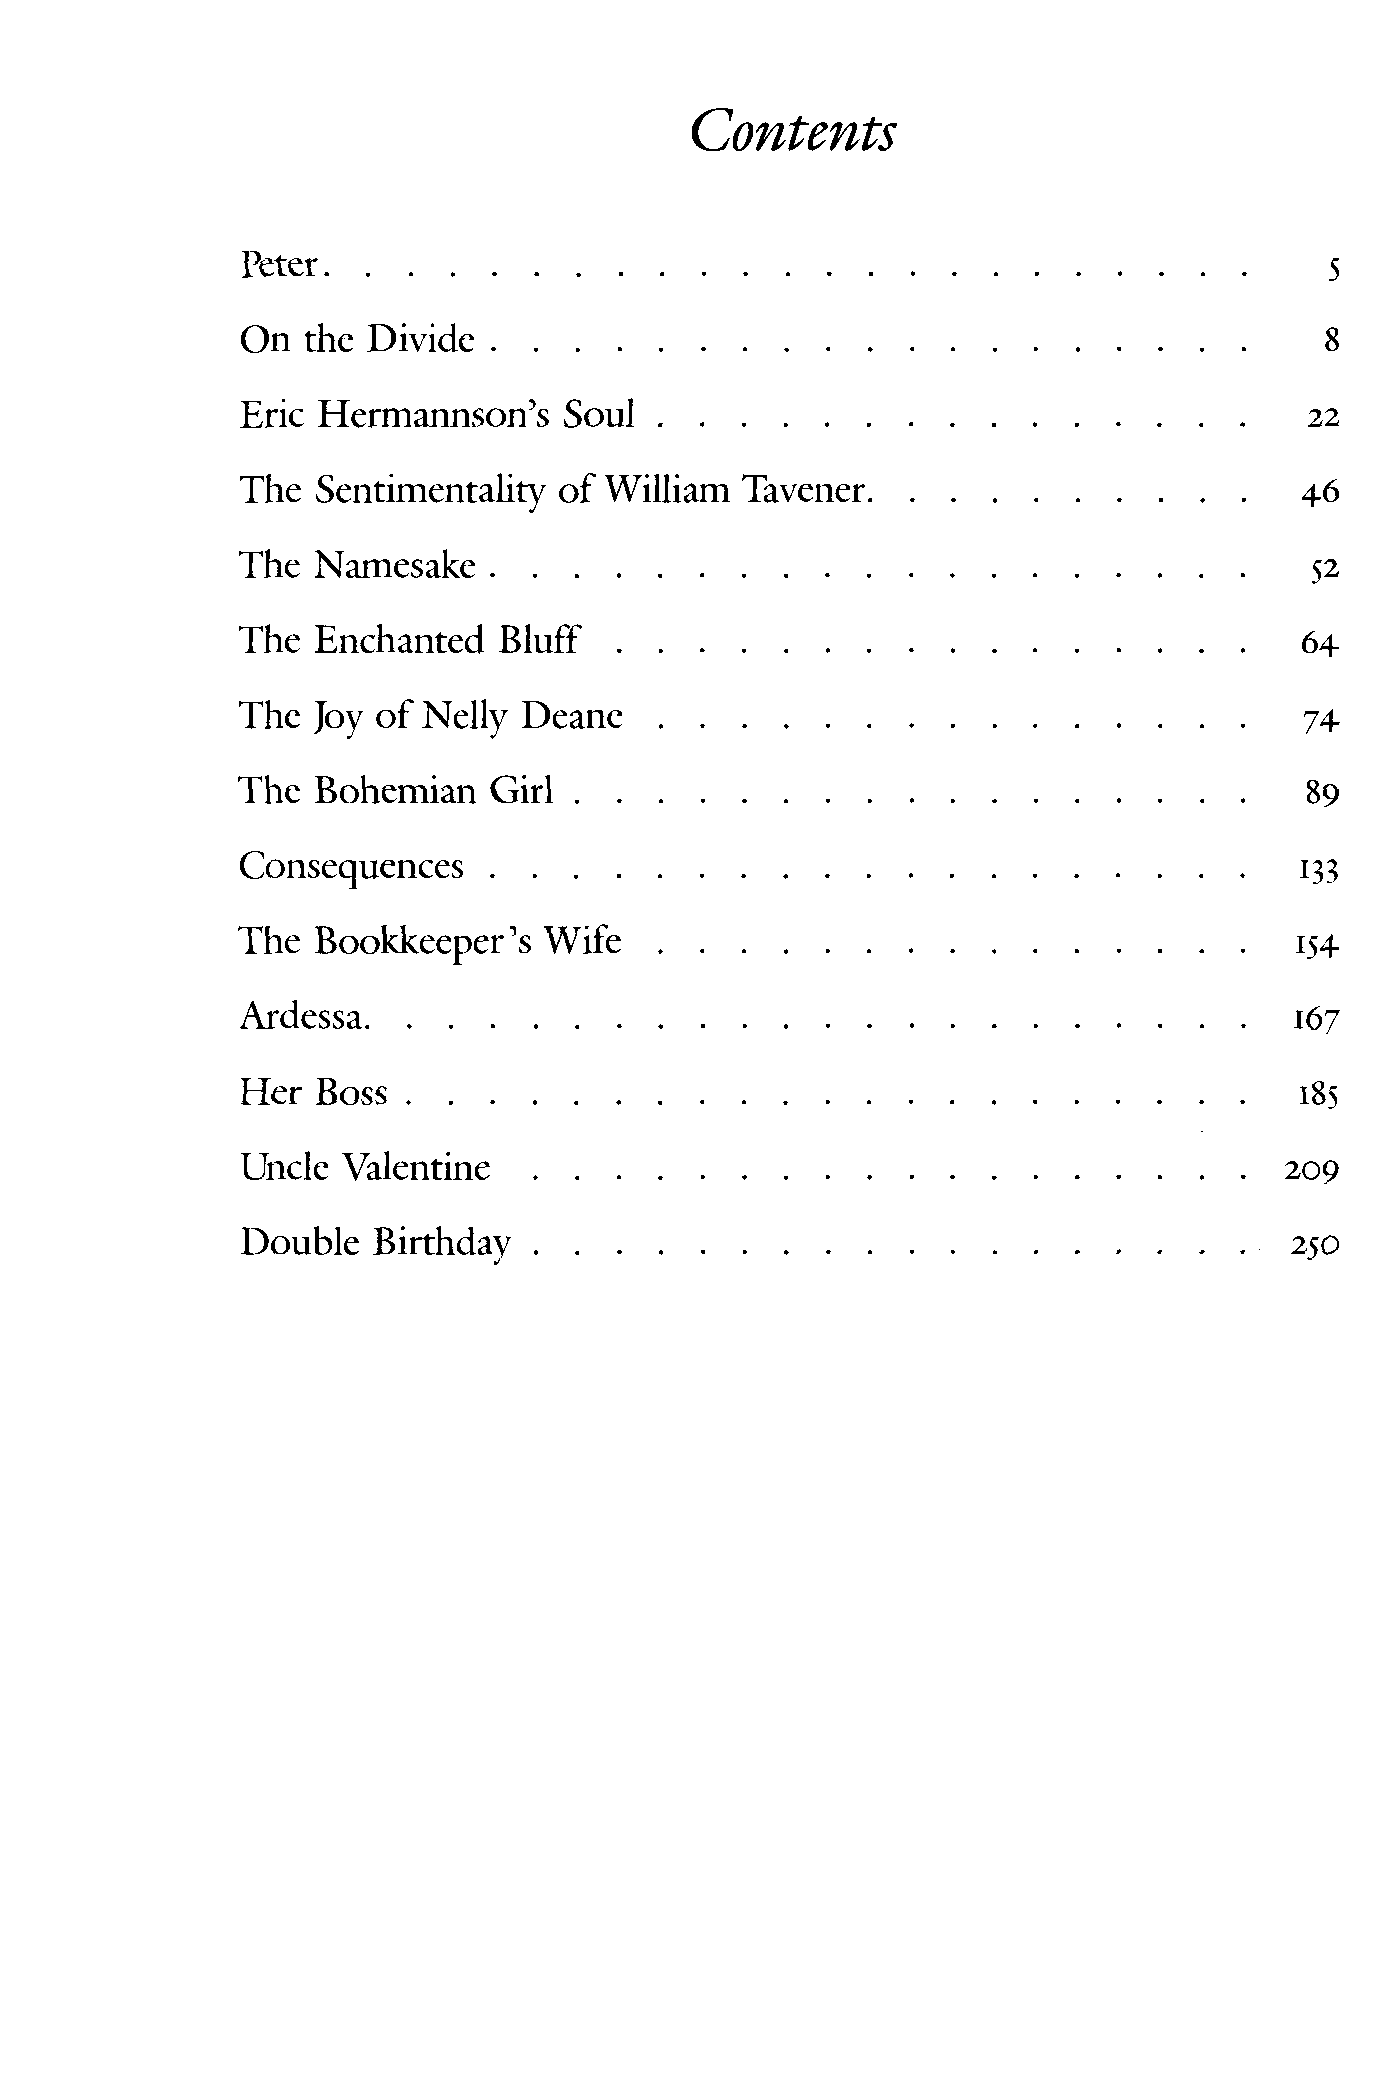 Contents
Peter. . . . . . . . . . . . . . . . . . . . . . . 5
On the Divide . . . . . . . . . . . . . . . . . . . 8
Eric Hermannson's Soul . . . . . . . . . . . . . . . 22
The Sentimentality of William Tavener. . . . . . . . . . 46
The Namesake . . . . . . . . . . . . . . . . . . . 52
The Enchanted Bluff . . . . . . . . . . . . . . . . 64
The Joy of Nelly Deane . . . . . . . . . . . . . . . 74
The Bohemian Girl . . . . . . . . . . . . . . . . . 89
Consequences . . . . . . . . . . . . . . . . . . . 133
The Bookkeeper's Wife . . . . . . . . . . . . . . . 154
Ardessa. . . . . . . . . . . . . . . . . . . . . . 167
Her Boss . . . . . . . . . . . . . . . . . . . . . 185
Uncle Valentine . . . . . . . . . . . . . . . . . . 209
Double Birthday . . . . . . . . . . . . . . . . . . 250